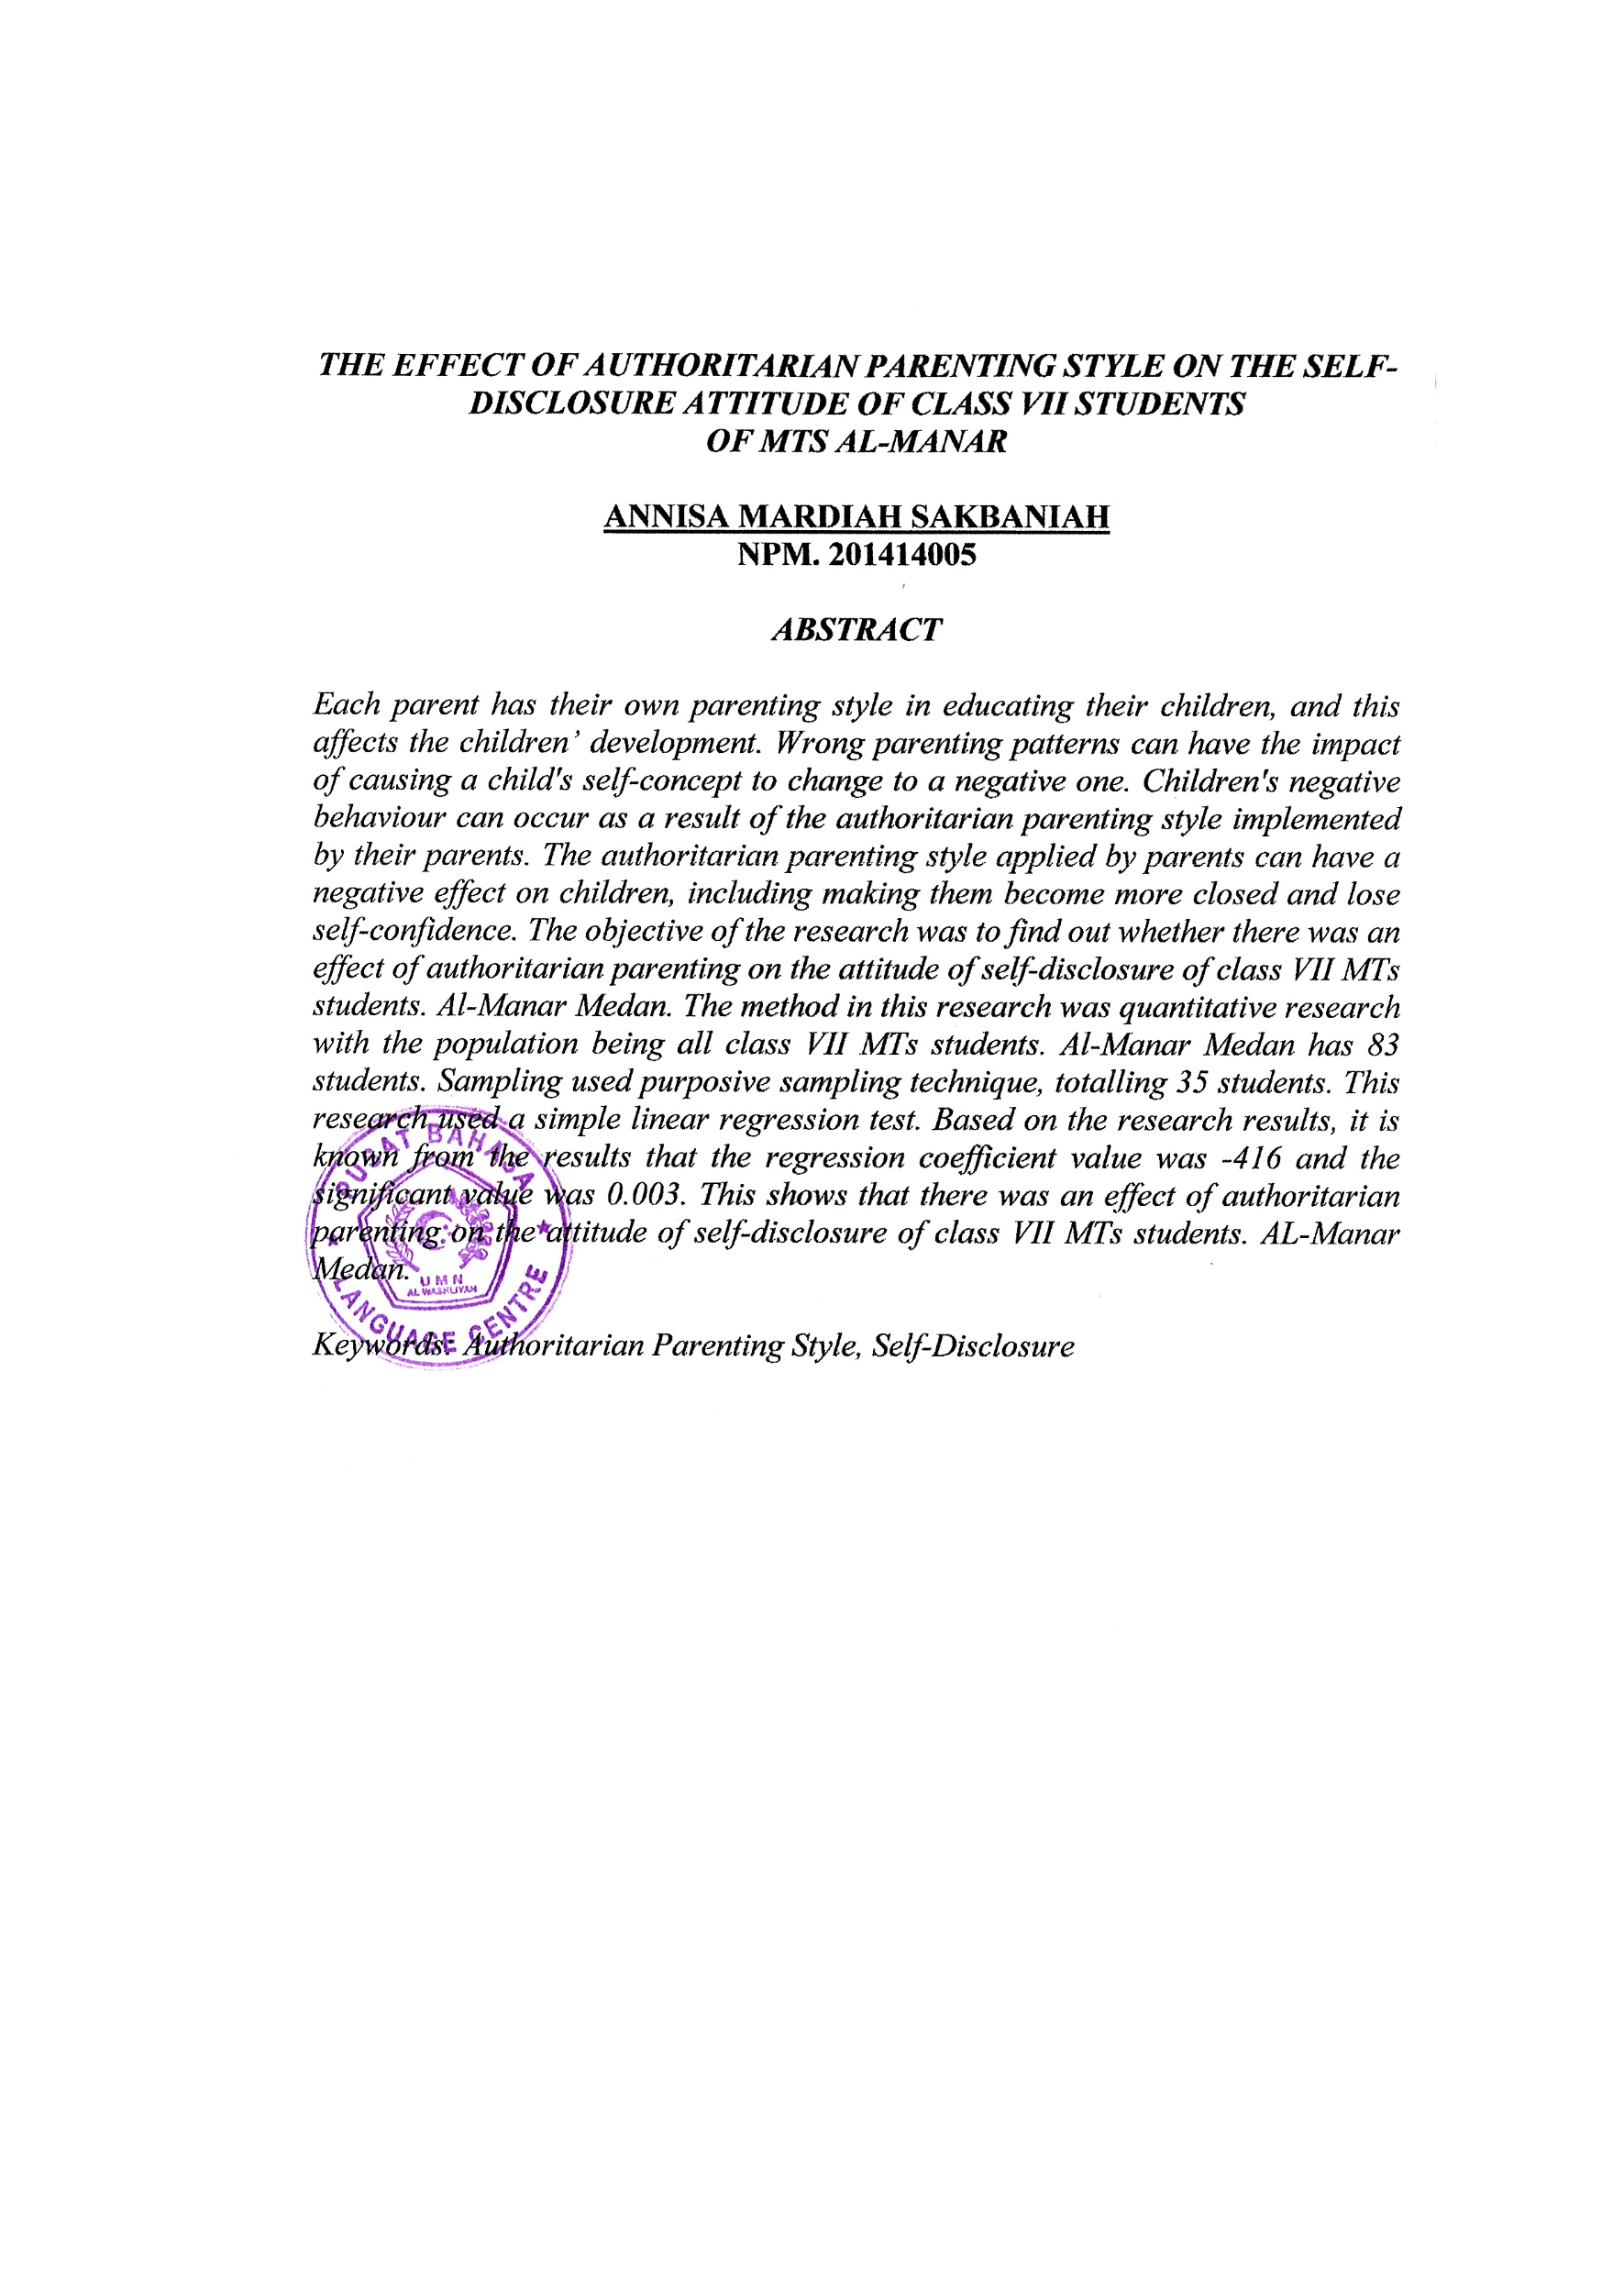 THE EFFECT OF AUTHORITARIAN PARENTING STYLE ON THE SELF-
DISCLOSURE ATTITUDE OF CLASS VII STUDENTS
OF MTS AL-MANAR
ANNISA MARDIAH SAKBANIAH
NPM. 201414005
ABSTRACT
Each parent has their own parenting style in educating their children, and this
affects the children’ development. Wrong parenting patterns can have the impact
of causing a child's self-concept to change to a negative one. Children's negative
behaviour can occur as a result of the authoritarian parenting style implemented
by their parents. The authoritarian parenting style applied by parents can have a
negative effect on children, including making them become more closed and lose
self-confidence. The objective of the research was to find out whether there was an
effect of authoritarian parenting on the attitude of self-disclosure of class VII MTs
students. Al-Manar Medan. The method in this research was quantitative research
with the population being all class VII MTs students. Al-Manar Medan has 83
students. Sampling used purposive sampling technique, totalling 35 students. This
research used a simple linear regression test. Based on the research results, it is
known from the results that the regression coefficient value was -416 and the
significant value was 0.003. This shows that there was an effect of authoritarian
parenting on the attitude of self-disclosure of class VII MTs students. AL-Manar
Medan.
Keywords: Authoritarian Parenting Style, Self-Disclosure
PUSAT BAHASA
UMN
AL WASHLIYAH
LANGUAGE CENTRE